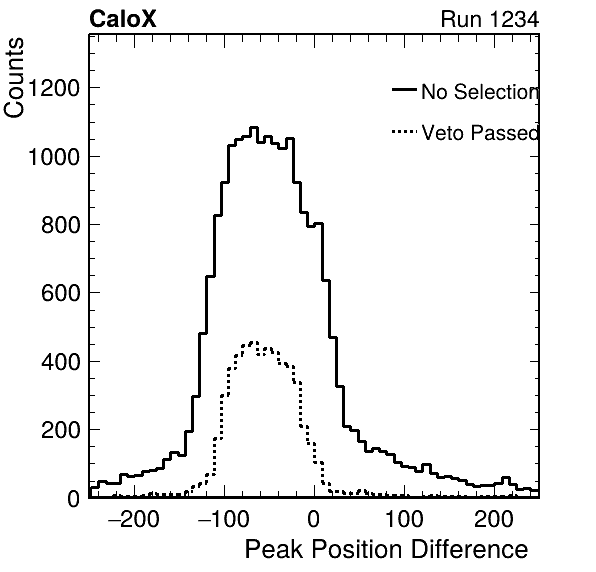 CaloX Run 1234
Counts
1200
1000
800
600
400
200
0
No Selection
Veto Passed
−200 −100 0 100 200
Peak Position Difference